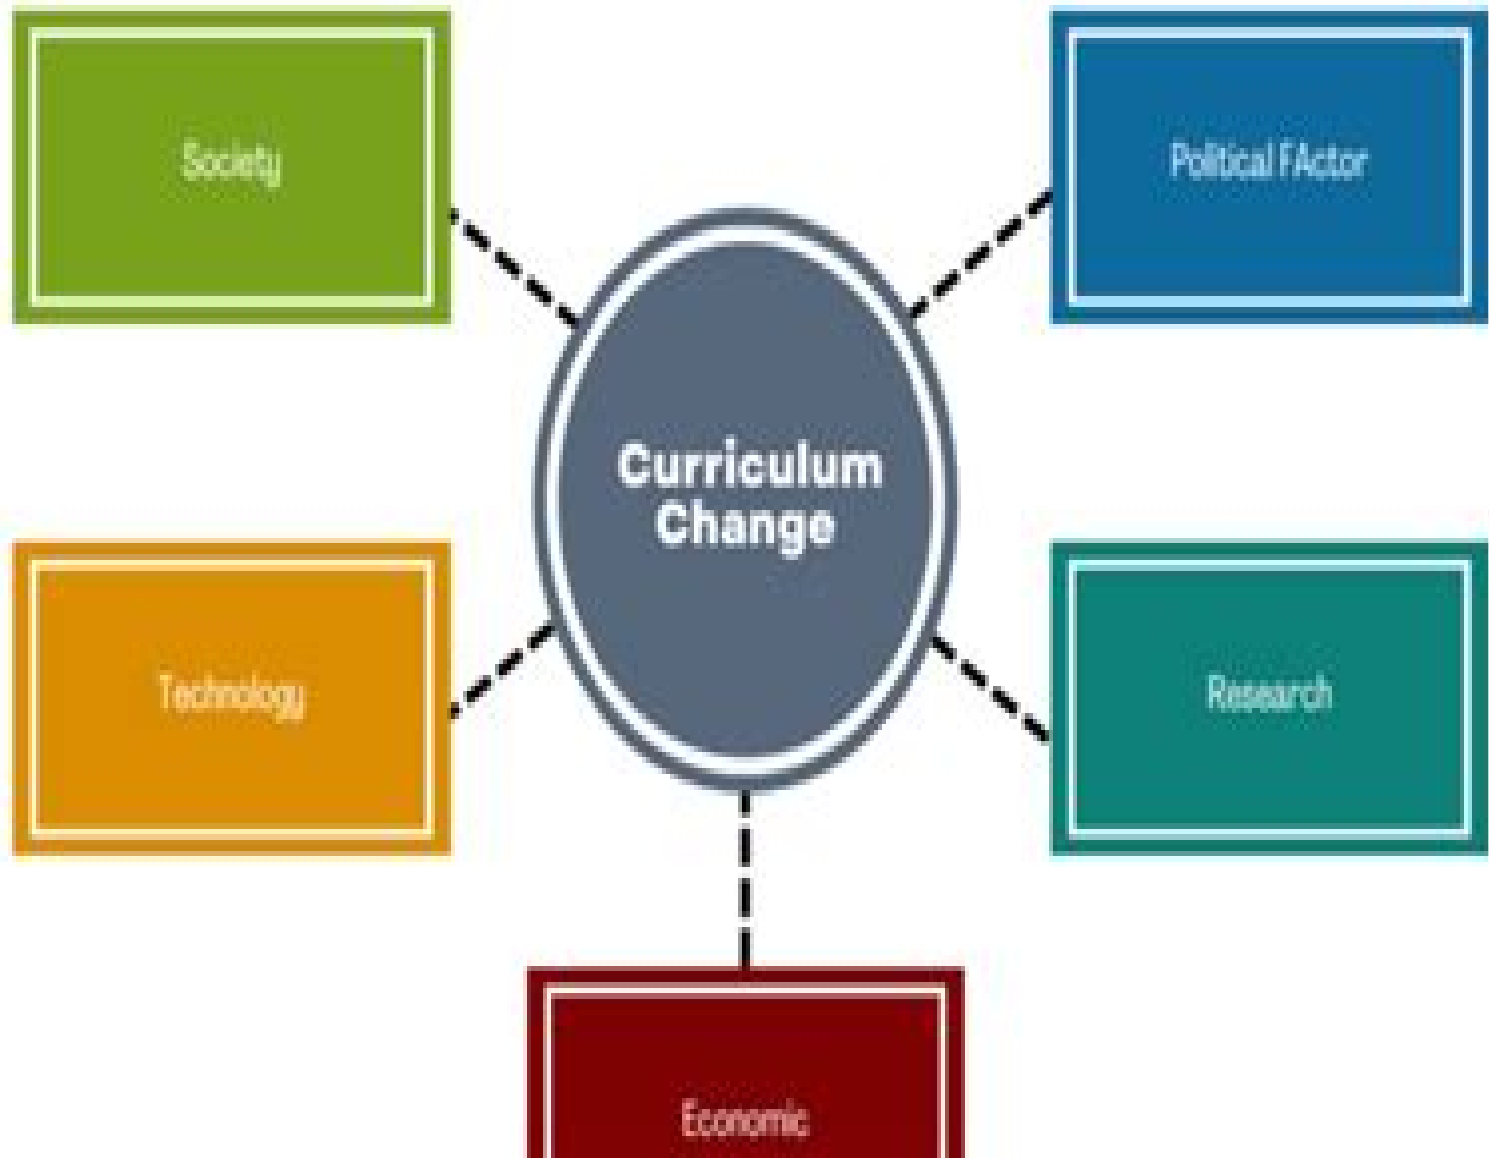 Society
Political FActor
Curriculum
Change
Technology
Research
Economic